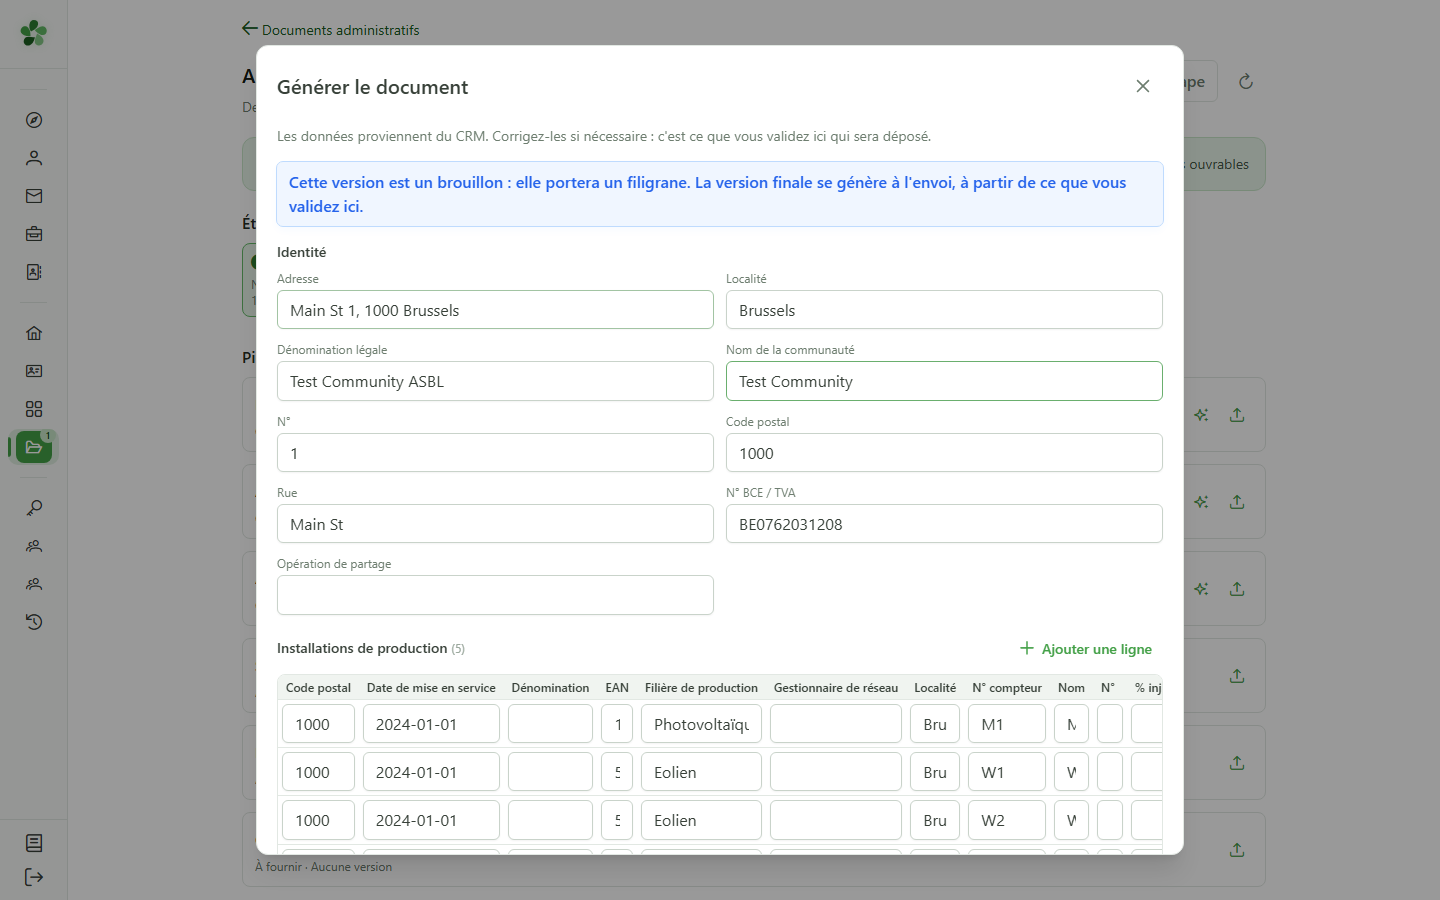 Documents administratifs
Générer le document
Les données proviennent du CRM. Corrigez-les si nécessaire : c'est ce que vous validez ici qui sera déposé.
ouvrables
Cette version est un brouillon : elle portera un filigrane. La version finale se génère à l'envoi, à partir de ce que vous
validez ici.
Identité
Adresse
Localité
Main St 1, 1000 Brussels
Brussels
Dénomination légale
Nom de la communauté
Test Community ASBL
Test Community
N°
Code postal
1
1000
Rue
N° BCE / TVA
Main St
BE0762031208
Opération de partage
1
Installations de production (5)
Ajouter une ligne
Code postal Date de mise en service Dénomination EAN Filière de production Gestionnaire de réseau Localité N° compteur Nom N° % inj
1000 2024-01-01 1 Photovoltaïqu Bru M1 M
1000 2024-01-01 5 Eolien Bru W1 W
1000 2024-01-01 5 Eolien Bru W2 W
À fournir · Aucune version